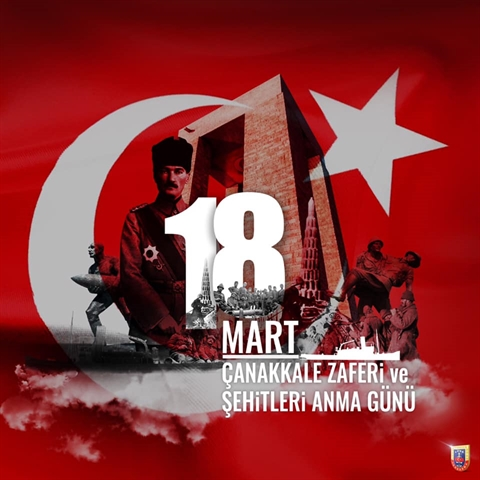 18
MART
ÇANAKKALE ZAFERi ve
ŞEHiTLERi ANMA GÜNÜ